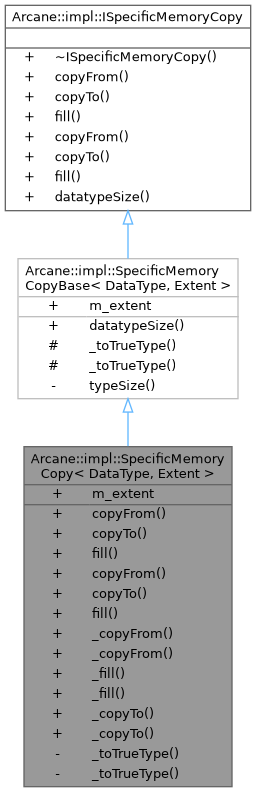 Arcane::impl::ISpecificMemoryCopy
+ ~ISpecificMemoryCopy()
+ copyFrom()
+ copyTo()
+ fill()
+ copyFrom()
+ copyTo()
+ fill()
+ datatypeSize()
Arcane::impl::SpecificMemory
CopyBase< DataType, Extent >
+ m_extent
+ datatypeSize()
# _toTrueType()
# _toTrueType()
- typeSize()
Arcane::impl::SpecificMemory
Copy< DataType, Extent >
+ m_extent
+ copyFrom()
+ copyTo()
+ fill()
+ copyFrom()
+ copyTo()
+ fill()
+ _copyFrom()
+ _copyFrom()
+ _fill()
+ _fill()
+ _copyTo()
+ _copyTo()
- _toTrueType()
- _toTrueType()